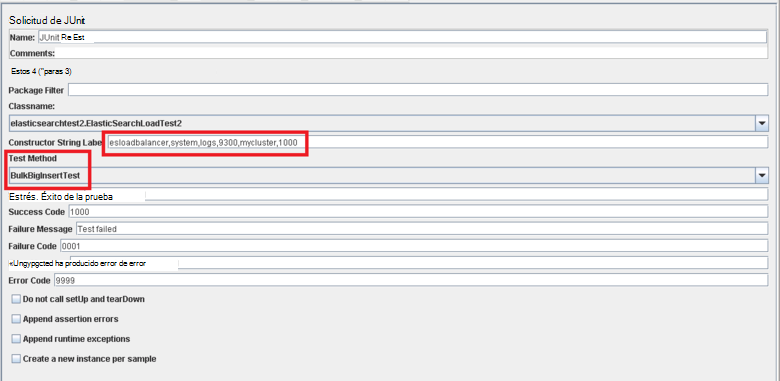 Solicitud de JUnit
Name: JUnit Re Est
Comments:
Estos 4 ("paras 3)
Package Filter
Classname:
elasticsearchtest2.ElasticSearchLoadTest2
Constructor String Label esloadbalancer,system,logs,9300,mycluster,1000
Test Method
BulkBigInsertTest
Estrés. Éxito de la prueba
Success Code 1000
Failure Message Test failed
Failure Code 0001
«Ungypgcted ha producido error de error
Error Code 9999
Do not call setUp and tearDown
Append assertion errors
Append runtime exceptions
Create a new instance per sample